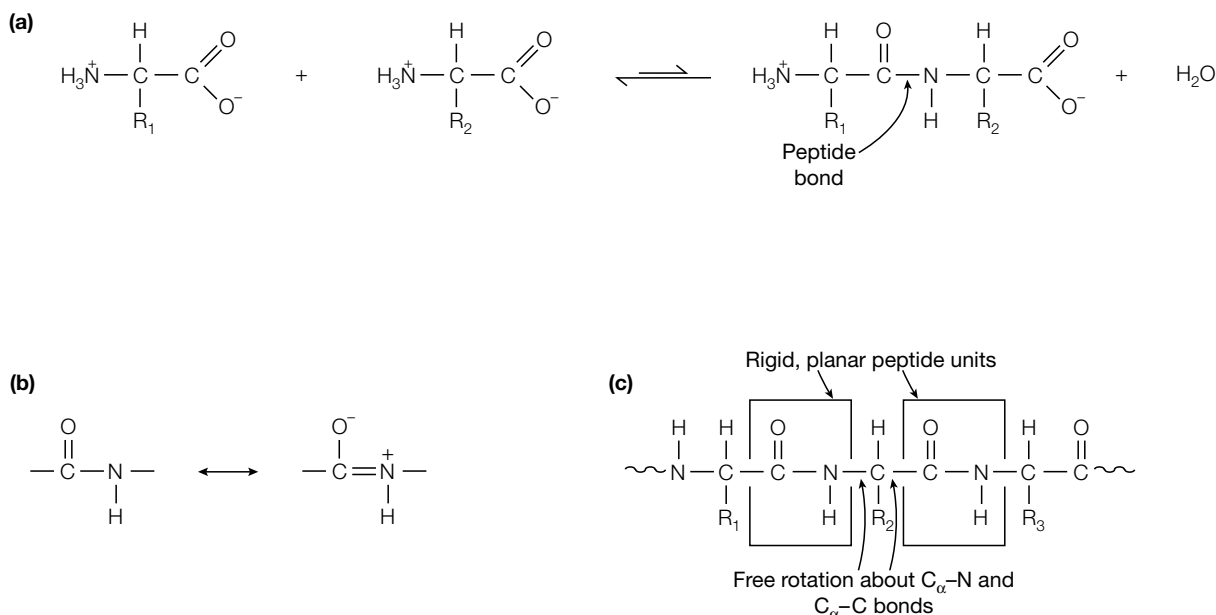 (a)
H O H O H O H O
H₃N⁺ — C — C + H₃N⁺ — C — C ⇌ H₃N⁺ — C — C — N — C — C + H₂O
R₁ O⁻ R₂ O⁻ R₁ H R₂ O⁻
Peptide
bond
(b)
O O⁻
— C — N — ↔ — C = N⁺ —
H H
(c)
Rigid, planar peptide units
H H O H O H O
N — C — C — N — C — C — N — C — C
R₁ H R₂ H R₃
Free rotation about Cα–N and
Cα–C bonds